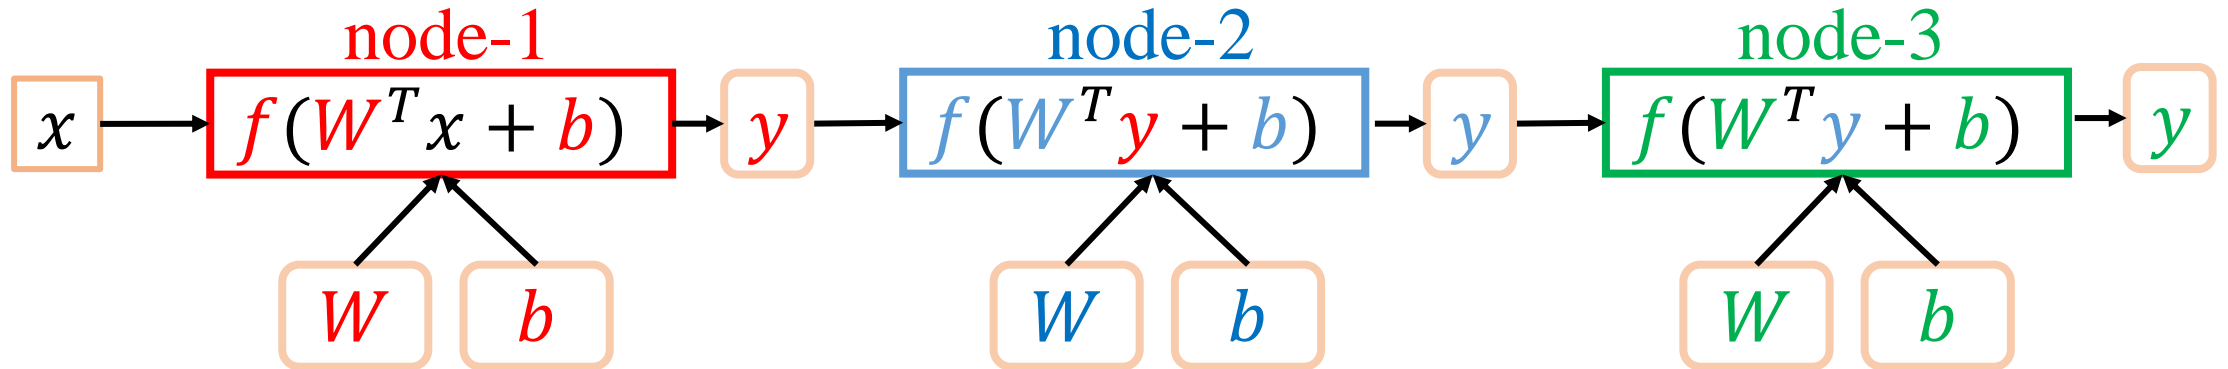 node-1 node-2 node-3
x f(W^T x + b) y f(W^T y + b) y f(W^T y + b) y
W b W b W b